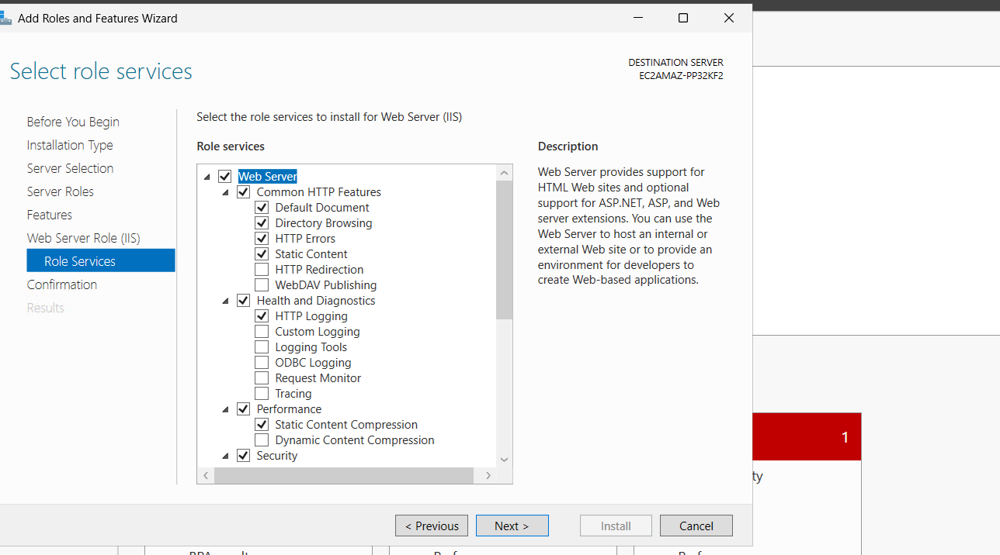 Add Roles and Features Wizard
Select role services
DESTINATION SERVER
EC2AMAZ-PP32KF2
Before You Begin
Installation Type
Server Selection
Server Roles
Features
Web Server Role (IIS)
Role Services
Confirmation
Results
Select the role services to install for Web Server (IIS)
Role services
Web Server
Common HTTP Features
Default Document
Directory Browsing
HTTP Errors
Static Content
HTTP Redirection
WebDAV Publishing
Health and Diagnostics
HTTP Logging
Custom Logging
Logging Tools
ODBC Logging
Request Monitor
Tracing
Performance
Static Content Compression
Dynamic Content Compression
Security
Description
Web Server provides support for
HTML Web sites and optional
support for ASP.NET, ASP, and Web
server extensions. You can use the
Web Server to host an internal or
external Web site or to provide an
environment for developers to
create Web-based applications.
1
ty
< Previous
Next >
Install
Cancel